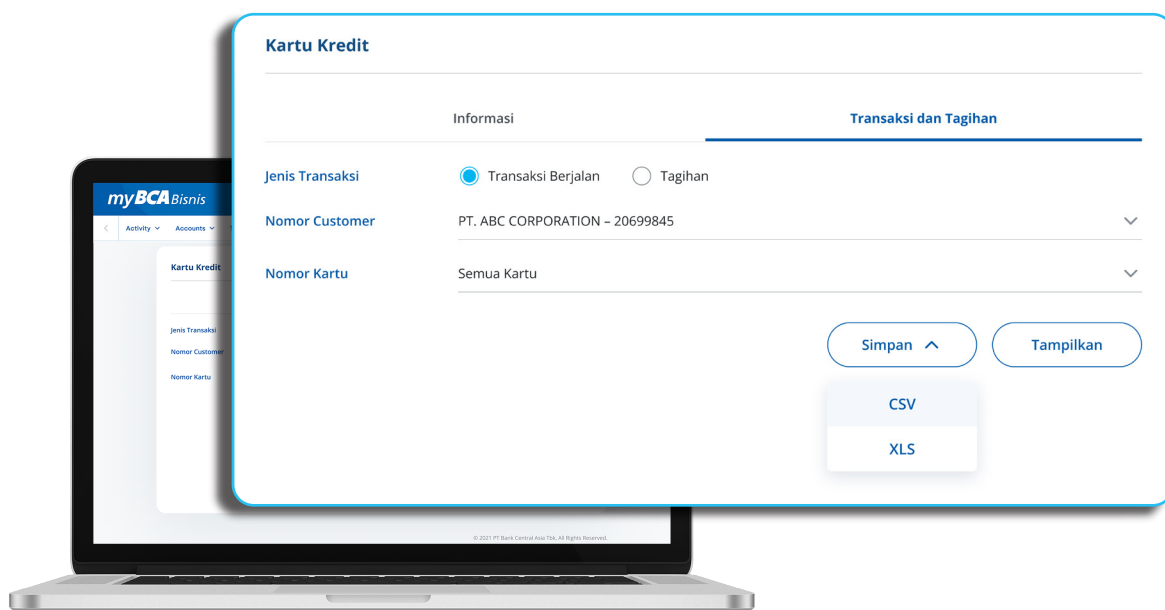 Kartu Kredit
Informasi
Transaksi dan Tagihan
Jenis Transaksi
Transaksi Berjalan
Tagihan
Nomor Customer
PT. ABC CORPORATION – 20699845
Nomor Kartu
Semua Kartu
Simpan
Tampilkan
CSV
XLS
myBCA Bisnis
Activity
Accounts
Kartu Kredit
Jenis Transaksi
Nomor Customer
Nomor Kartu
© 2021 PT Bank Central Asia Tbk, All Rights Reserved.